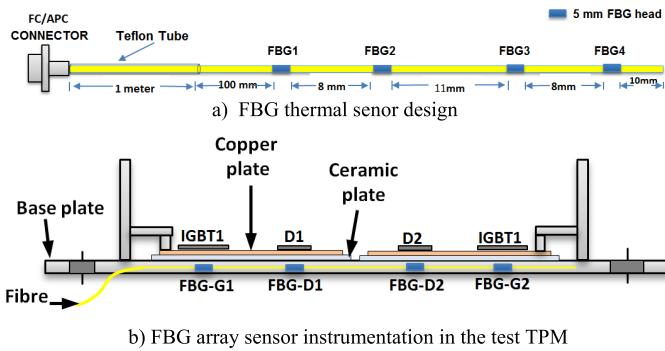 FC/APC
CONNECTOR
Teflon Tube
5 mm FBG head
FBG1
FBG2
FBG3
FBG4
1 meter
100 mm
8 mm
11mm
8mm
10mm
a) FBG thermal senor design
Copper
plate
Ceramic
plate
Base plate
IGBT1
D1
D2
IGBT1
Fibre
FBG-G1
FBG-D1
FBG-D2
FBG-G2
b) FBG array sensor instrumentation in the test TPM